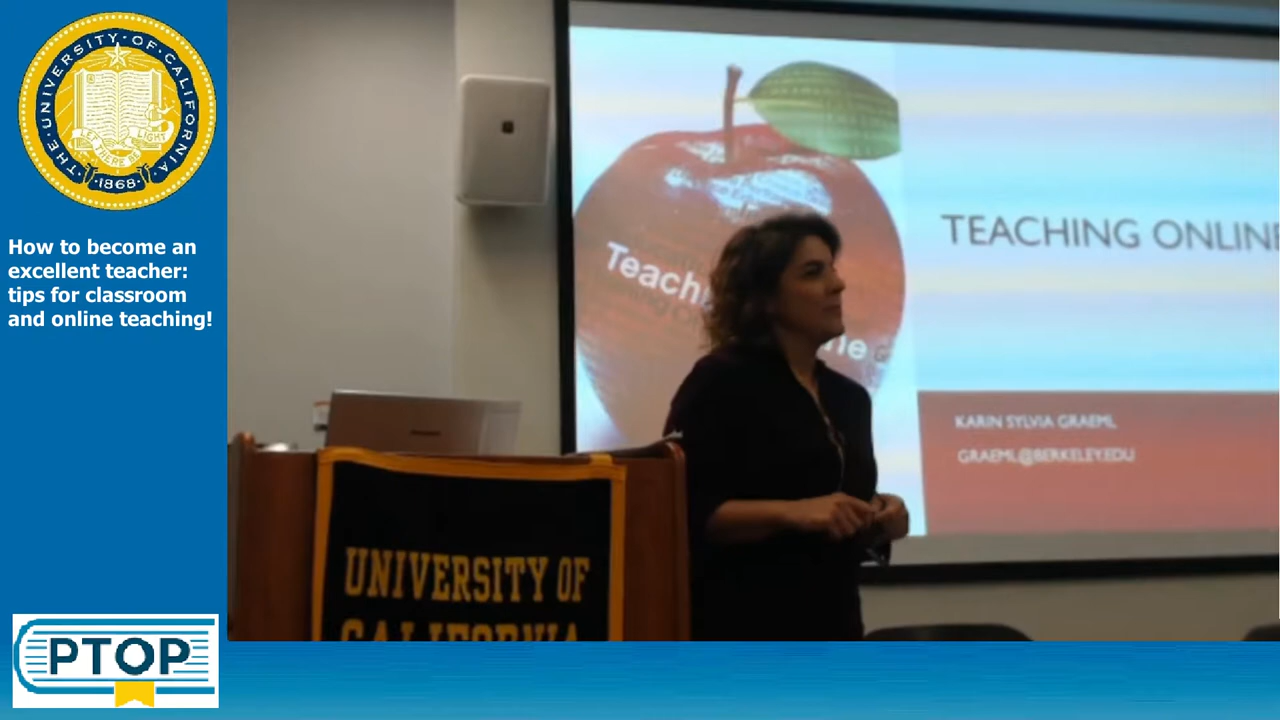 THE·UNIVERSITY·OF·CALIFORNIA
LET THERE BE LIGHT
·1868·
How to become an
excellent teacher:
tips for classroom
and online teaching!
TEACHING ONLINE
KARIN SYLVIA GRAEML
GRAEML@BERKELEY.EDU
UNIVERSITY OF
CALIFORNIA
PTOP